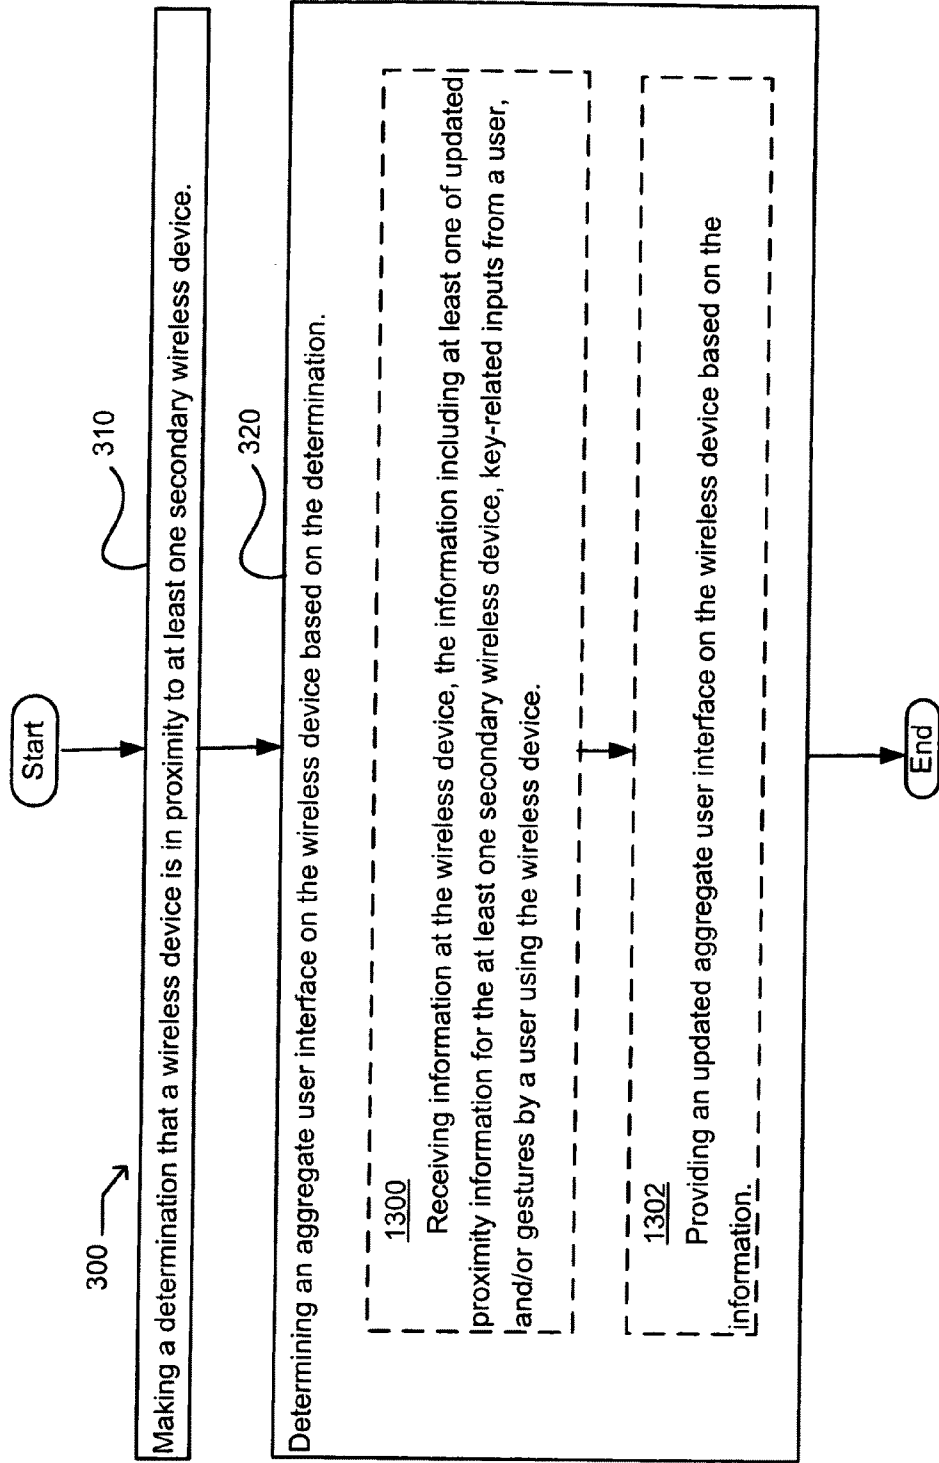 Start
300
310
Making a determination that a wireless device is in proximity to at least one secondary wireless device.
320
Determining an aggregate user interface on the wireless device based on the determination.
1300
Receiving information at the wireless device, the information including at least one of updated
proximity information for the at least one secondary wireless device, key-related inputs from a user,
and/or gestures by a user using the wireless device.
1302
Providing an updated aggregate user interface on the wireless device based on the
information.
End